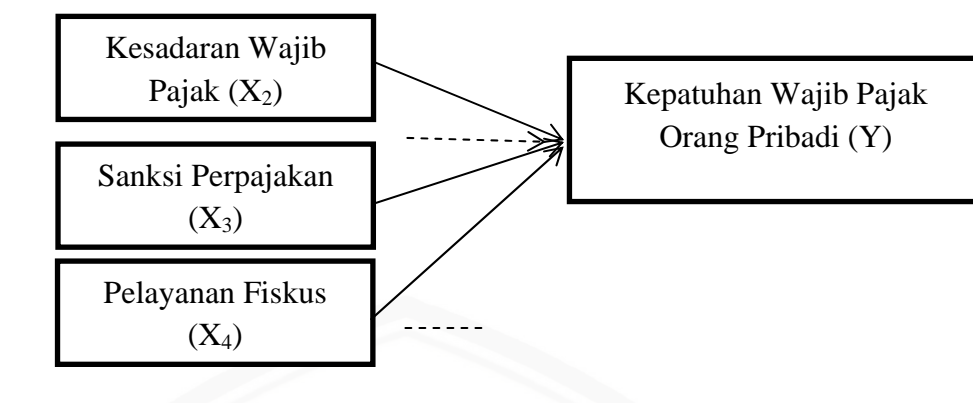 Kesadaran Wajib
Pajak (X₂)
Sanksi Perpajakan
(X₃)
Pelayanan Fiskus
(X₄)
Kepatuhan Wajib Pajak
Orang Pribadi (Y)